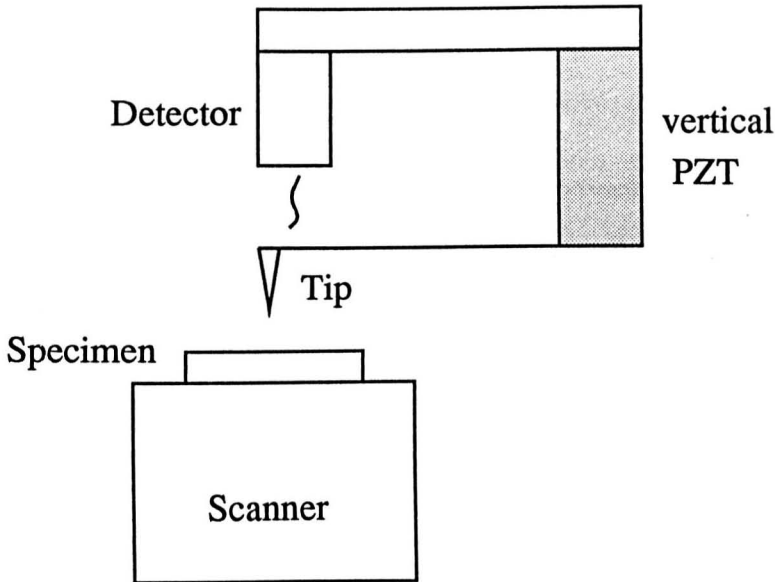 Detector
vertical
PZT
Tip
Specimen
Scanner